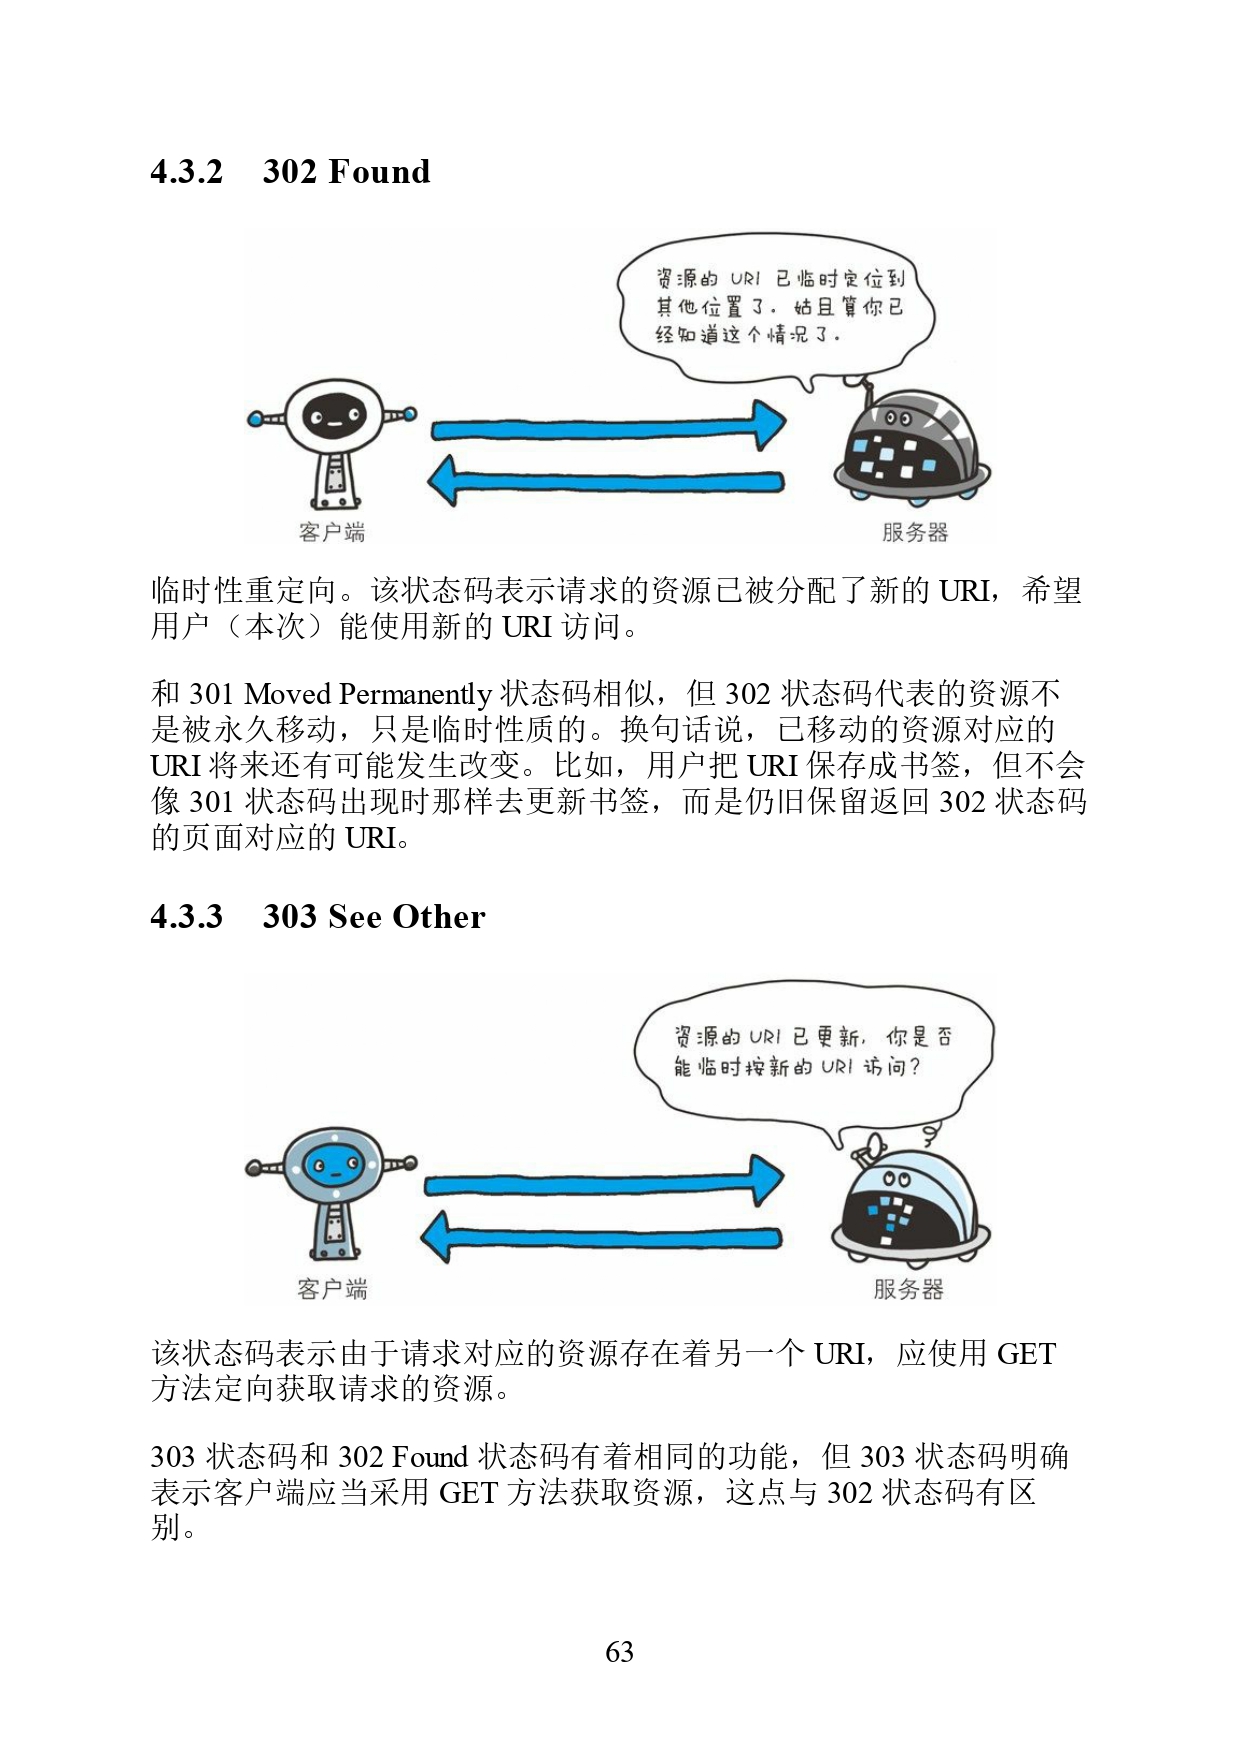 4.3.2 302 Found
资源的 URI 已临时定位到
其他位置了。姑且算你已
经知道这个情况了。
客户端
服务器
临时性重定向。该状态码表示请求的资源已被分配了新的 URI，希望
用户（本次）能使用新的 URI 访问。
和 301 Moved Permanently 状态码相似，但 302 状态码代表的资源不
是被永久移动，只是临时性质的。换句话说，已移动的资源对应的
URI 将来还有可能发生改变。比如，用户把 URI 保存成书签，但不会
像 301 状态码出现时那样去更新书签，而是仍旧保留返回 302 状态码
的页面对应的 URI。
4.3.3 303 See Other
资源的 URI 已更新，你是否
能临时按新的 URI 访问？
客户端
服务器
该状态码表示由于请求对应的资源存在着另一个 URI，应使用 GET
方法定向获取请求的资源。
303 状态码和 302 Found 状态码有着相同的功能，但 303 状态码明确
表示客户端应当采用 GET 方法获取资源，这点与 302 状态码有区
别。
63